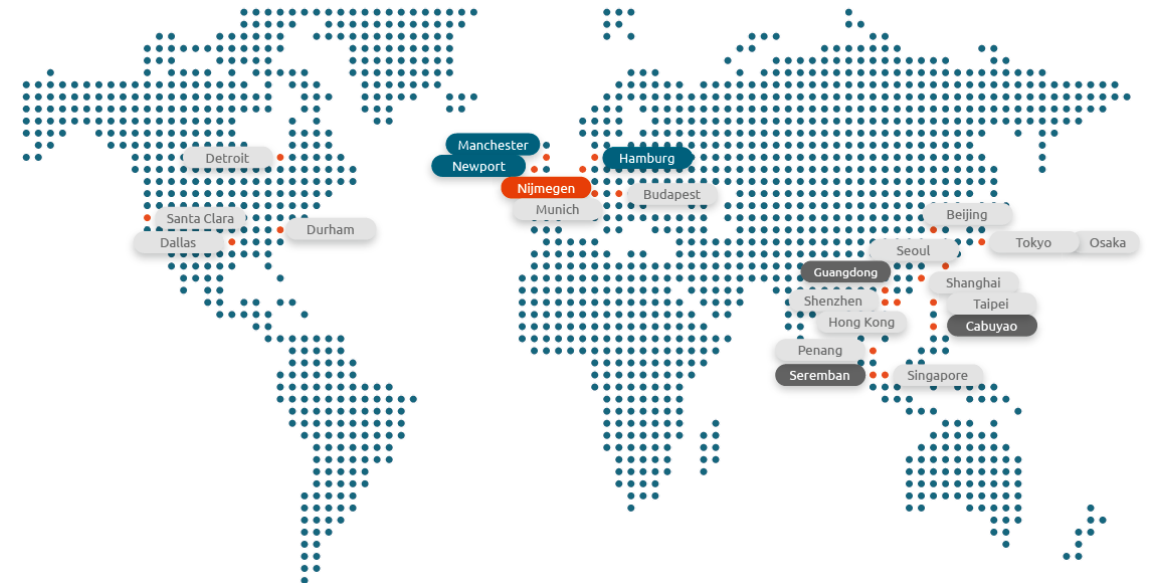 Manchester
Detroit
Hamburg
Newport
Nijmegen
Budapest
Munich
Santa Clara
Beijing
Durham
Dallas
Tokyo
Osaka
Seoul
Guangdong
Shanghai
Shenzhen
Taipei
Hong Kong
Cabuyao
Penang
Seremban
Singapore